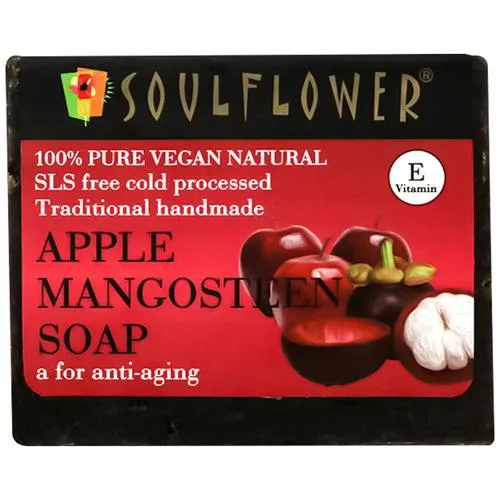 SOULFLOWER®
100% PURE VEGAN NATURAL
SLS free cold processed
Traditional handmade
E
Vitamin
APPLE
MANGOSTEEN
SOAP
a for anti-aging